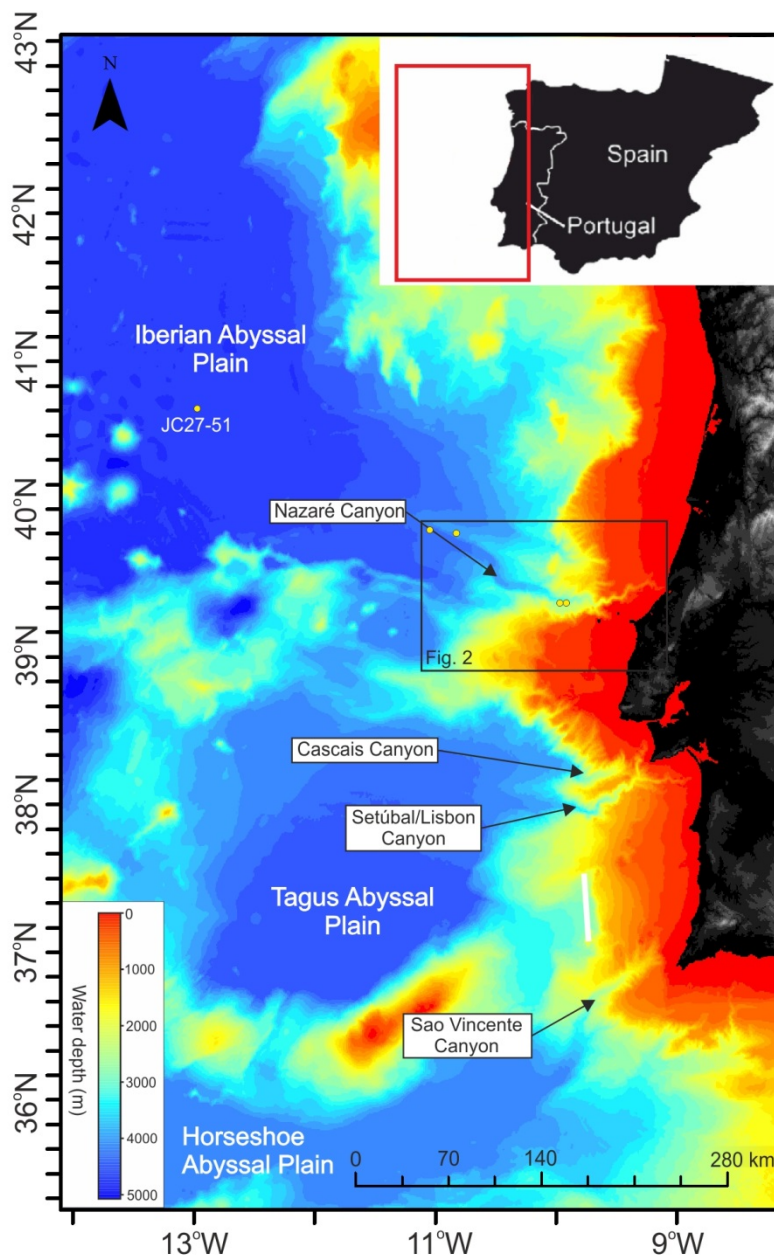 43°N
42°N
41°N
40°N
39°N
38°N
37°N
36°N
N
Spain
Portugal
Iberian Abyssal
Plain
JC27-51
Nazaré Canyon
Fig. 2
Cascais Canyon
Setúbal/Lisbon
Canyon
Tagus Abyssal
Plain
Sao Vincente
Canyon
Water depth (m)
0
1000
2000
3000
4000
5000
Horseshoe
Abyssal Plain
0 70 140 280 km
13°W 11°W 9°W